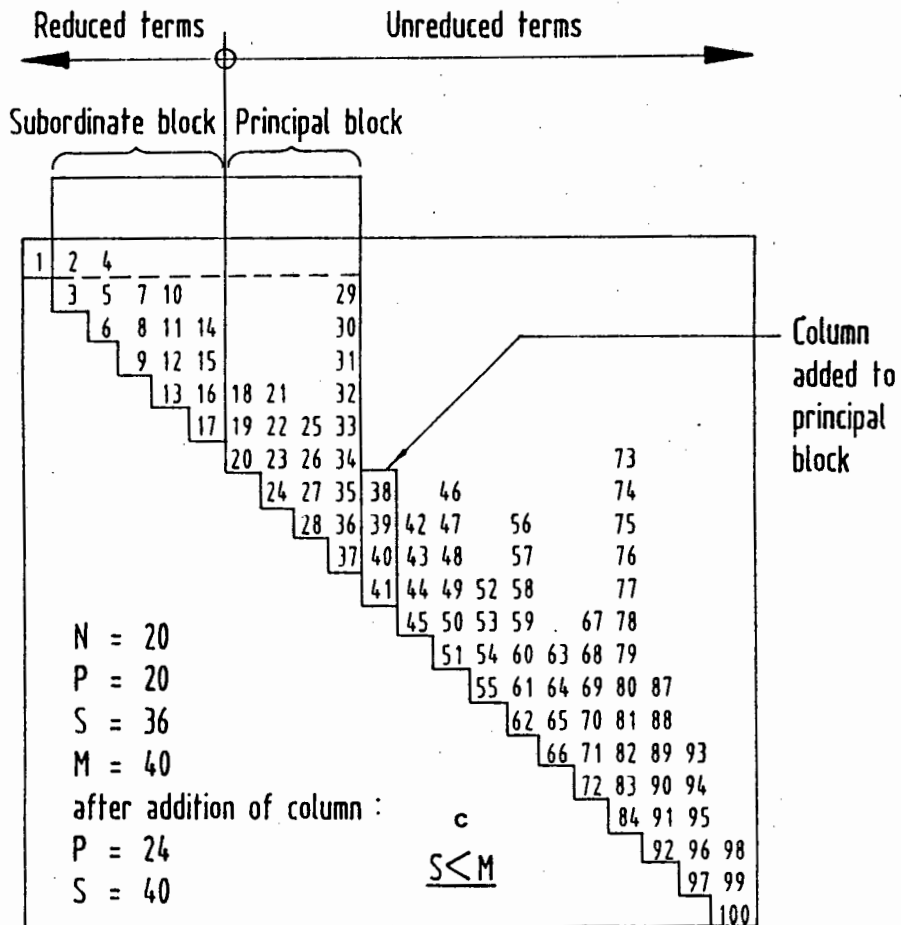 Reduced terms
Unreduced terms
Subordinate block
Principal block
1 2 4
3 5 7 10 29
6 8 11 14 30
9 12 15 31
13 16 18 21 32
17 19 22 25 33
20 23 26 34 73
24 27 35 38 46 74
28 36 39 42 47 56 75
37 40 43 48 57 76
41 44 49 52 58 77
45 50 53 59 67 78
51 54 60 63 68 79
55 61 64 69 80 87
62 65 70 81 88
66 71 82 89 93
72 83 90 94
84 91 95
92 96 98
97 99
100
Column
added to
principal
block
N = 20
P = 20
S = 36
M = 40
after addition of column :
P = 24
S = 40
c
S<M